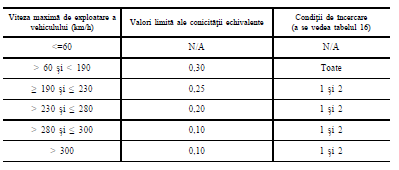 Viteza maximă de exploatare a vehiculului (km/h) Valori limită ale conicității echivalente Condiții de încercare (a se vedea tabelul 16)
<=60 N/A N/A
> 60 și < 190 0,30 Toate
≥ 190 și ≤ 230 0,25 1 și 2
> 230 și ≤ 280 0,20 1 și 2
> 280 și ≤ 300 0,10 1 și 2
> 300 0,10 1 și 2